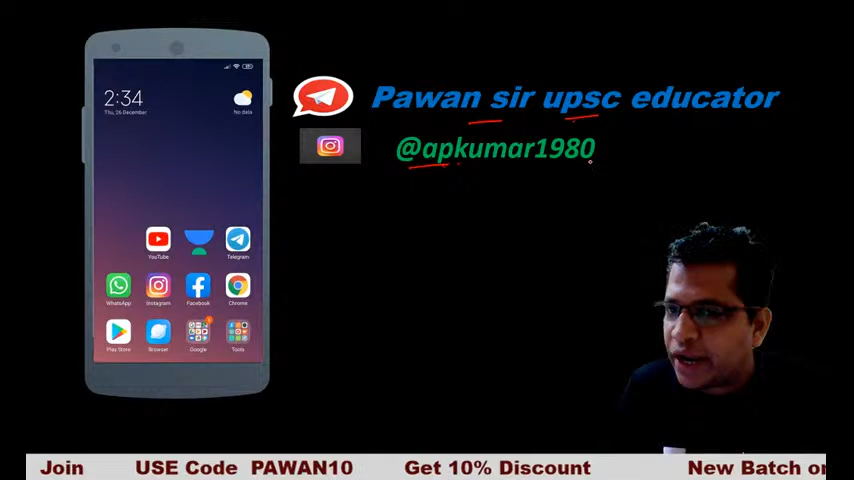 2:34
Thu, 26 December
No data
Pawan sir upsc educator
@apkumar1980
YouTube
Telegram
WhatsApp Instagram Facebook Chrome
Play Store Browser Google Tools
Join USE Code PAWAN10 Get 10% Discount New Batch on